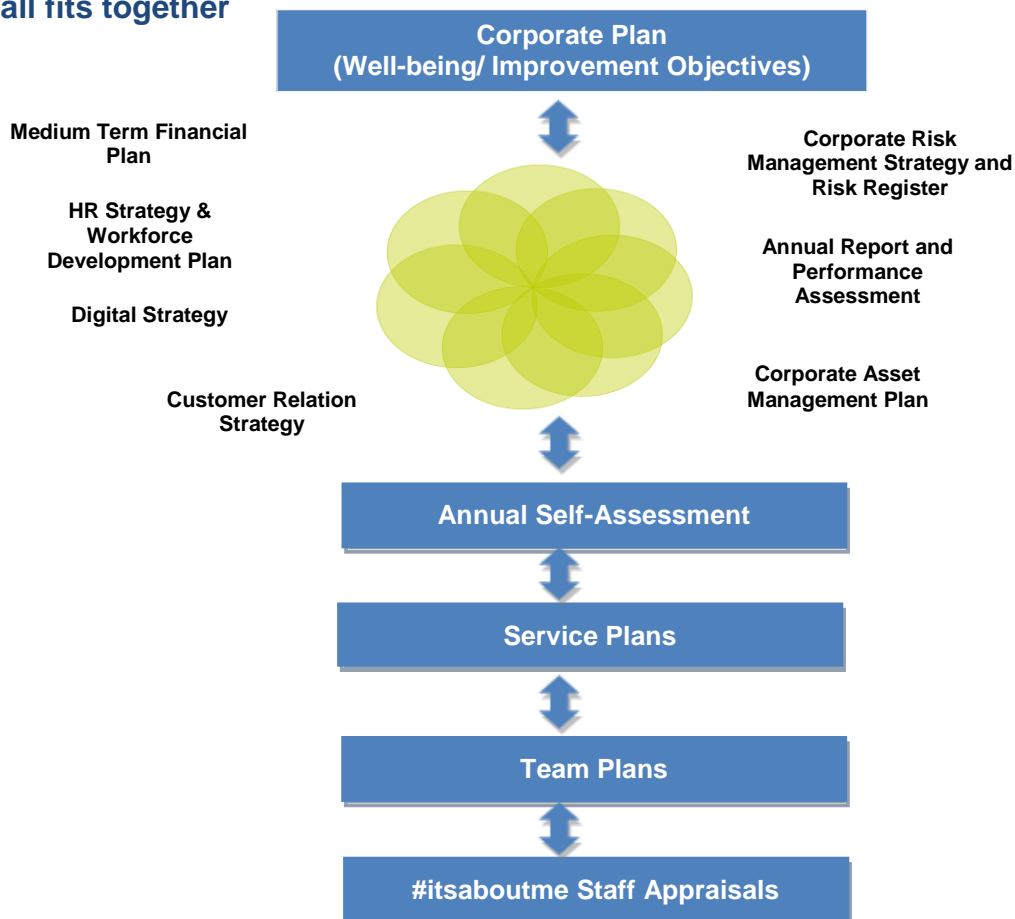 all fits together
Corporate Plan
(Well-being/ Improvement Objectives)
Medium Term Financial
Plan
HR Strategy &
Workforce
Development Plan
Digital Strategy
Customer Relation
Strategy
Corporate Risk
Management Strategy and
Risk Register
Annual Report and
Performance
Assessment
Corporate Asset
Management Plan
Annual Self-Assessment
Service Plans
Team Plans
#itsaboutme Staff Appraisals